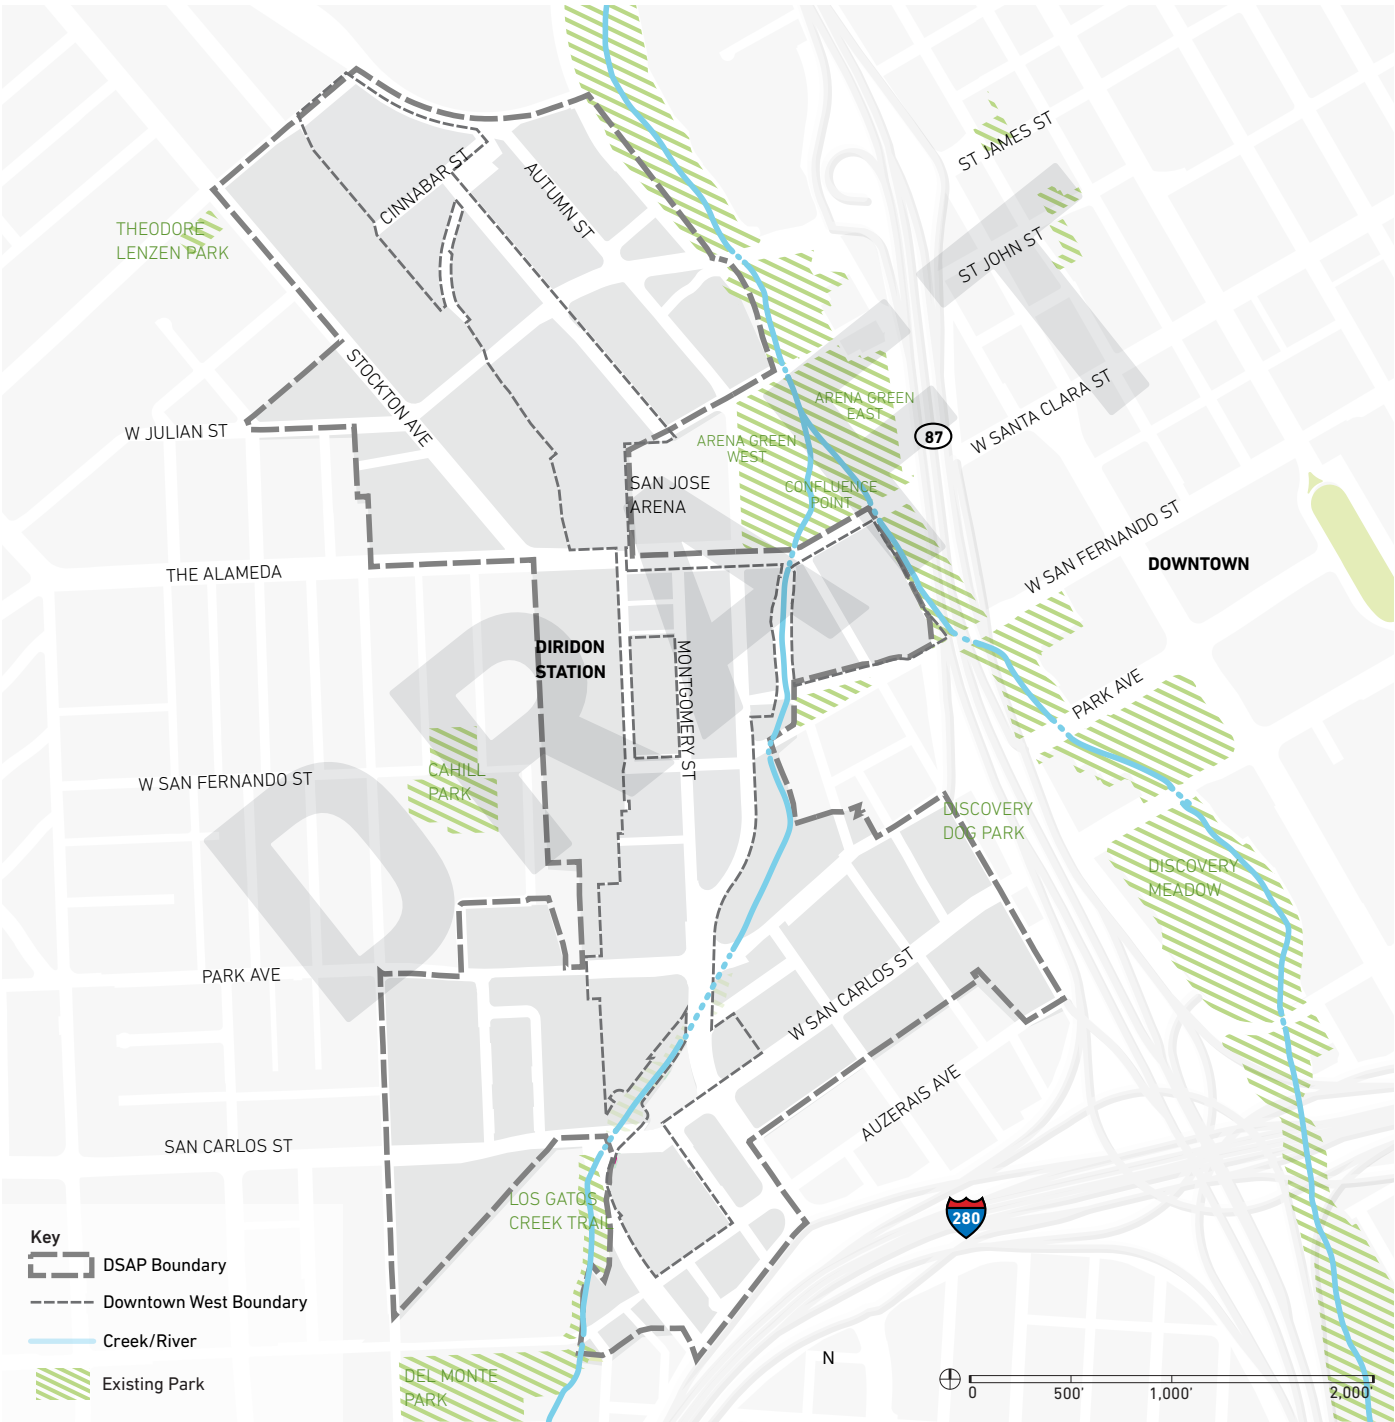 ST JAMES ST
CINNABAR ST
AUTUMN ST
THEODORE
LENZEN PARK
ST JOHN ST
STOCKTON AVE
W JULIAN ST
ARENA GREEN
EAST
W SANTA CLARA ST
87
ARENA GREEN
WEST
SAN JOSE
ARENA
CONFLUENCE
POINT
W SAN FERNANDO ST
DOWNTOWN
THE ALAMEDA
DIRIDON
STATION
MONTGOMERY ST
PARK AVE
CAHILL
PARK
W SAN FERNANDO ST
DISCOVERY
DOG PARK
DISCOVERY
MEADOW
PARK AVE
W SAN CARLOS ST
AUZERAIS AVE
SAN CARLOS ST
LOS GATOS
CREEK TRAIL
280
DEL MONTE
PARK
DRAFT
Key
DSAP Boundary
Downtown West Boundary
Creek/River
Existing Park
N
0 500' 1,000' 2,000'